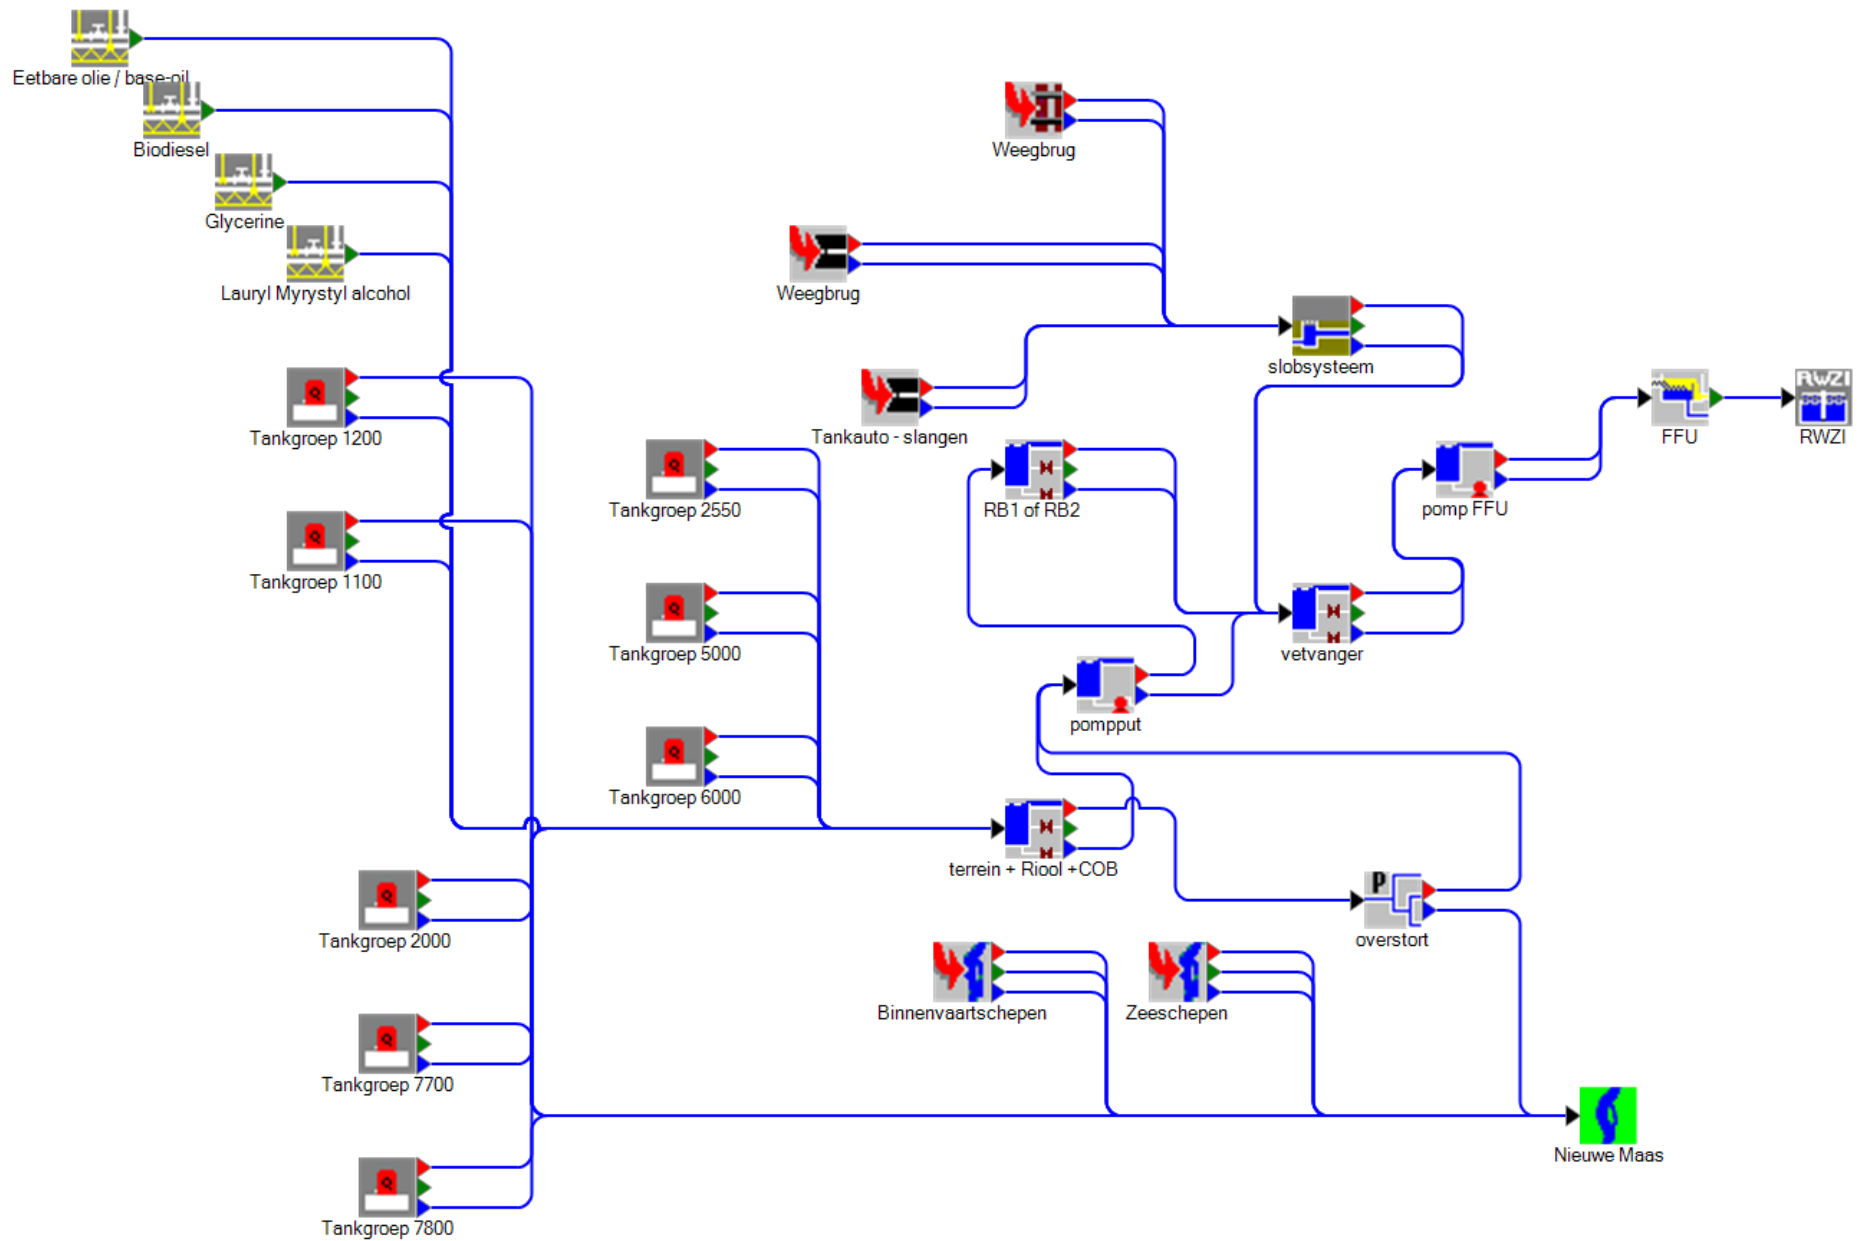 Eetbare olie / base-oil
Biodiesel
Glycerine
Lauryl Myrystyl alcohol
Weegbrug
Weegbrug
slobsysteem
Tankauto - slangen
Tankgroep 1200
FFU
RWZI
RWZI
Tankgroep 2550
RB1 of RB2
pomp FFU
Tankgroep 1100
Tankgroep 5000
vetvanger
pompput
Tankgroep 6000
terrein + Riool +COB
P
overstort
Tankgroep 2000
Binnenvaartschepen
Zeeschepen
Tankgroep 7700
Nieuwe Maas
Tankgroep 7800